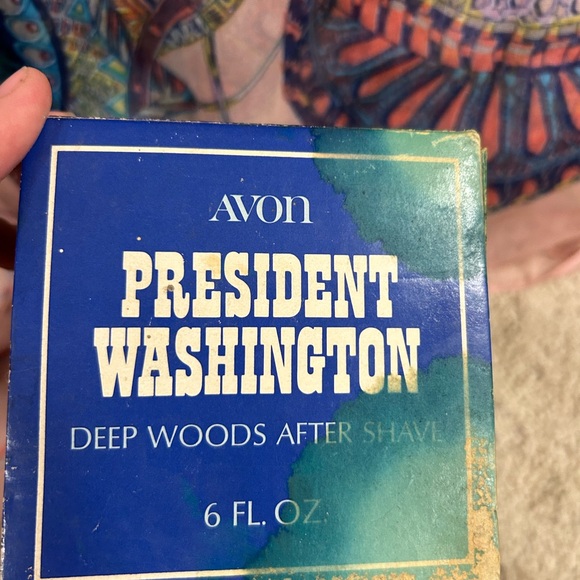 AVON
PRESIDENT
WASHINGTON
DEEP WOODS AFTER SHAVE
6 FL. OZ.